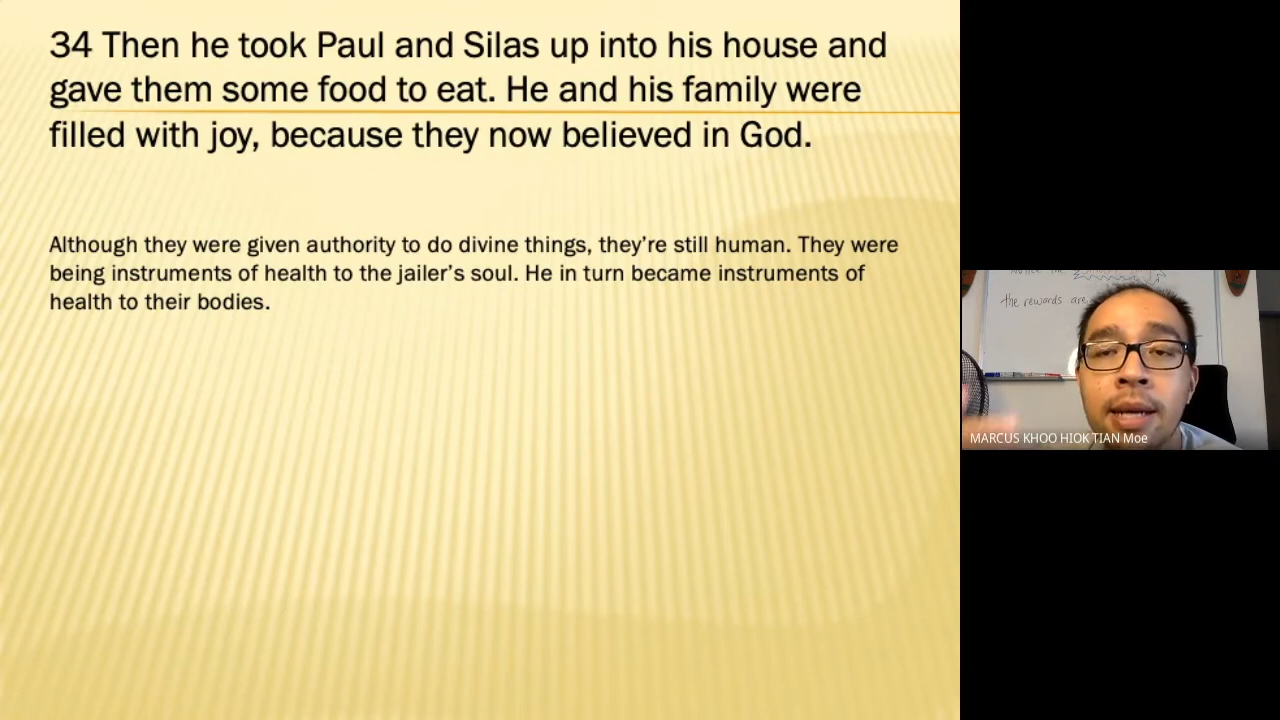 34 Then he took Paul and Silas up into his house and
gave them some food to eat. He and his family were
filled with joy, because they now believed in God.
Although they were given authority to do divine things, they’re still human. They were
being instruments of health to the jailer’s soul. He in turn became instruments of
health to their bodies.
the rewards are
MARCUS KHOO HIOK TIAN Moe